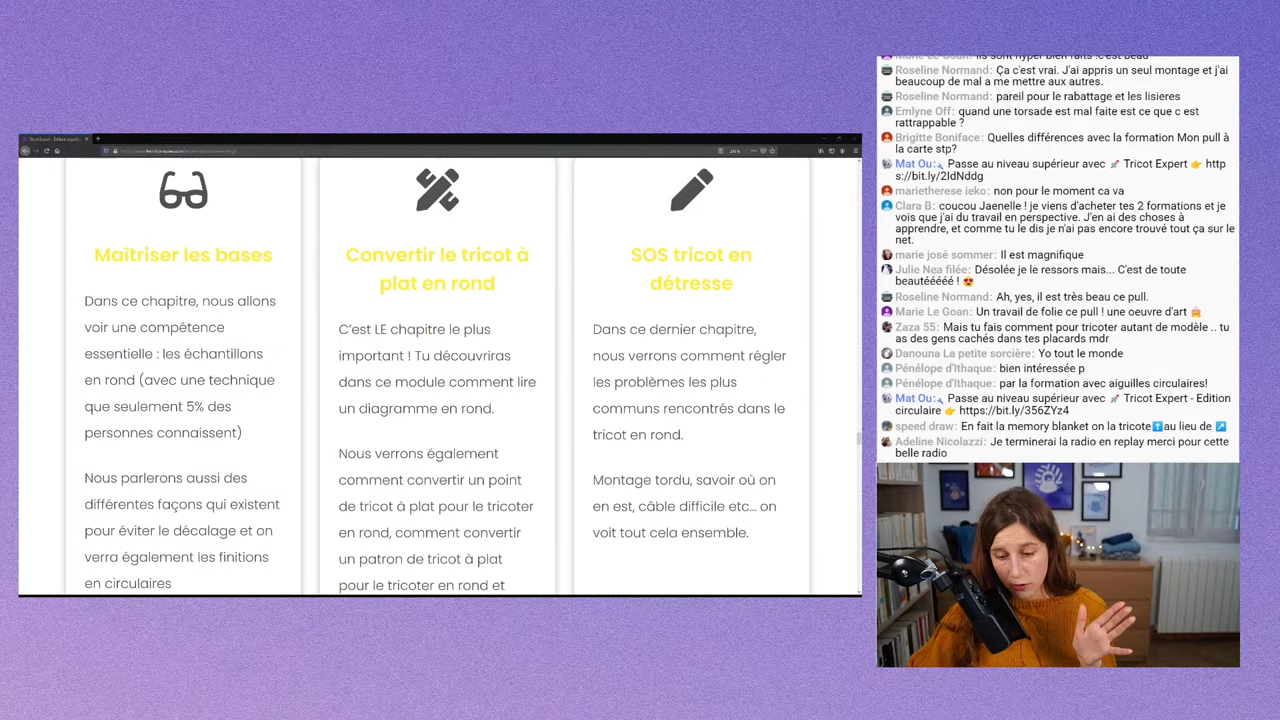 Maîtriser les bases
Dans ce chapitre, nous allons
voir une compétence
essentielle : les échantillons
en rond (avec une technique
que seulement 5% des
personnes connaissent)
Nous parlerons aussi des
différentes façons qui existent
pour éviter le décalage et on
verra également les finitions
en circulaires
Convertir le tricot à
plat en rond
C'est LE chapitre le plus
important ! Tu découvriras
dans ce module comment lire
un diagramme en rond.
Nous verrons également
comment convertir un point
de tricot à plat pour le tricoter
en rond, comment convertir
un patron de tricot à plat
pour le tricoter en rond et
SOS tricot en
détresse
Dans ce dernier chapitre,
nous verrons comment régler
les problèmes les plus
communs rencontrés dans le
tricot en rond.
Montage tordu, savoir où on
en est, câble difficile etc... on
voit tout cela ensemble.
Marie Le Goan: Ils sont hyper bien faits !c'est beau
Roseline Normand: Ça c'est vrai. J'ai appris un seul montage et j'ai
beaucoup de mal a me mettre aux autres.
Roseline Normand: pareil pour le rabattage et les lisieres
Emlyne Off: quand une torsade est mal faite est ce que c est
rattrappable ?
Brigitte Boniface: Quelles différences avec la formation Mon pull à
la carte stp?
Mat Ou: Passe au niveau supérieur avec 🚀 Tricot Expert 👉 http
s://bit.ly/2IdNddg
marietherese ieko: non pour le moment ca va
Clara B: coucou Jaenelle ! je viens d'acheter tes 2 formations et je
vois que j'ai du travail en perspective. J'en ai des choses à
apprendre, et comme tu le dis je n'ai pas encore trouvé tout ça sur le
net.
marie josé sommer: Il est magnifique
Julie Nea filée: Désolée je le ressors mais... C'est de toute
beautééééé ! 😍
Roseline Normand: Ah, yes, il est très beau ce pull.
Marie Le Goan: Un travail de folie ce pull ! une oeuvre d'art
Zaza 55: Mais tu fais comment pour tricoter autant de modèle .. tu
as des gens cachés dans tes placards mdr
Danouna La petite sorcière: Yo tout le monde
Pénélope d'Ithaque: bien intéressée p
Pénélope d'Ithaque: par la formation avec aiguilles circulaires!
Mat Ou: Passe au niveau supérieur avec 🚀 Tricot Expert - Edition
circulaire 👉 https://bit.ly/356ZYz4
speed draw: En fait la memory blanket on la tricote⬆️au lieu de ↗️
Adeline Nicolazzi: Je terminerai la radio en replay merci pour cette
belle radio